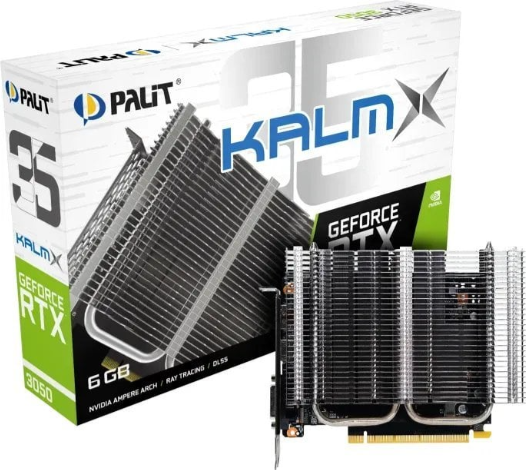 PALIT
35
KALMX
GEFORCE
RTX
3050
PALIT®
35
KALMX
GEFORCE
RTX
NVIDIA
6 GB
NVIDIA AMPERE ARCH / RAY TRACING / DLSS